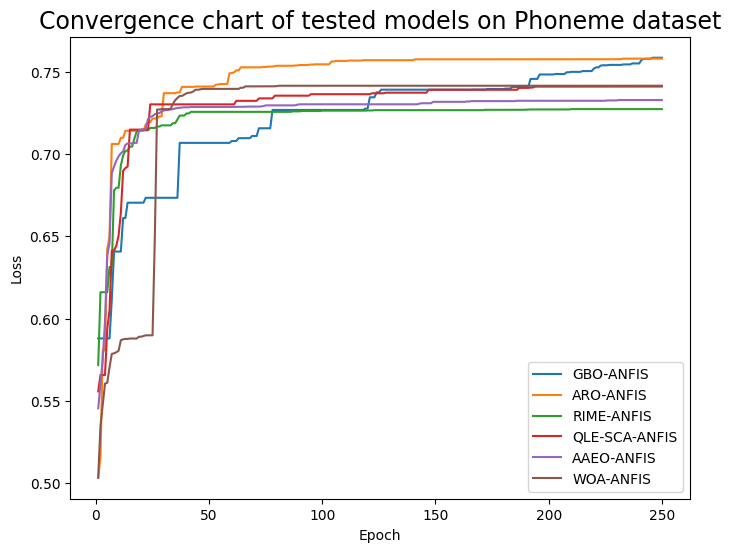 Convergence chart of tested models on Phoneme dataset
Loss
0.75
0.70
0.65
0.60
0.55
0.50
0 50 100 150 200 250
Epoch
GBO-ANFIS
ARO-ANFIS
RIME-ANFIS
QLE-SCA-ANFIS
AAEO-ANFIS
WOA-ANFIS